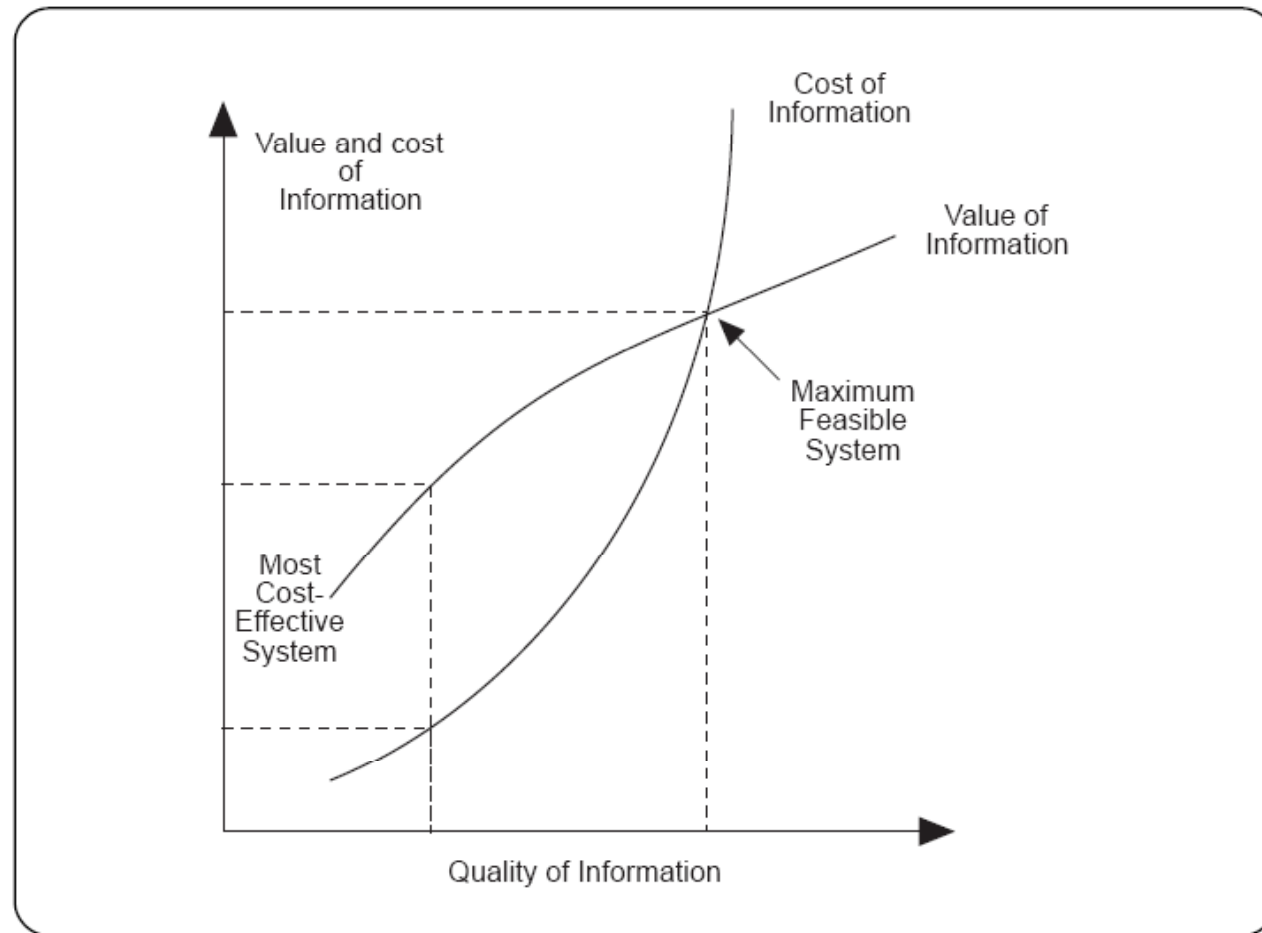 Cost of
Information
Value and cost
of
Information
Value of
Information
Maximum
Feasible
System
Most
Cost-
Effective
System
Quality of Information